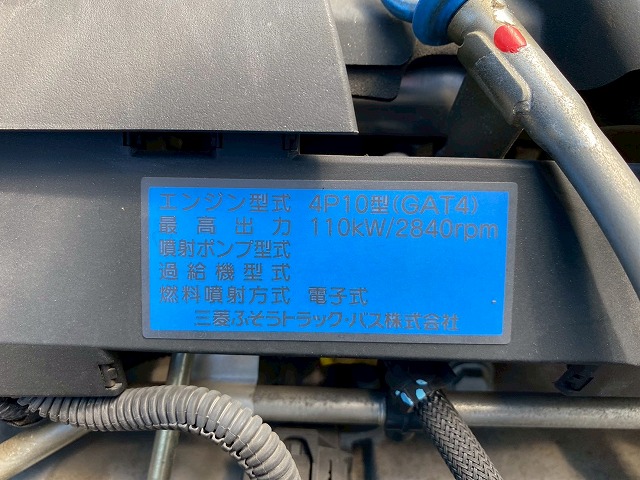 エンジン型式 4P10型(GAT4)
最高出力 110kW/2840rpm
噴射ポンプ型式
過給機型式
燃料噴射方式 電子式
三菱ふそうトラック・バス株式会社